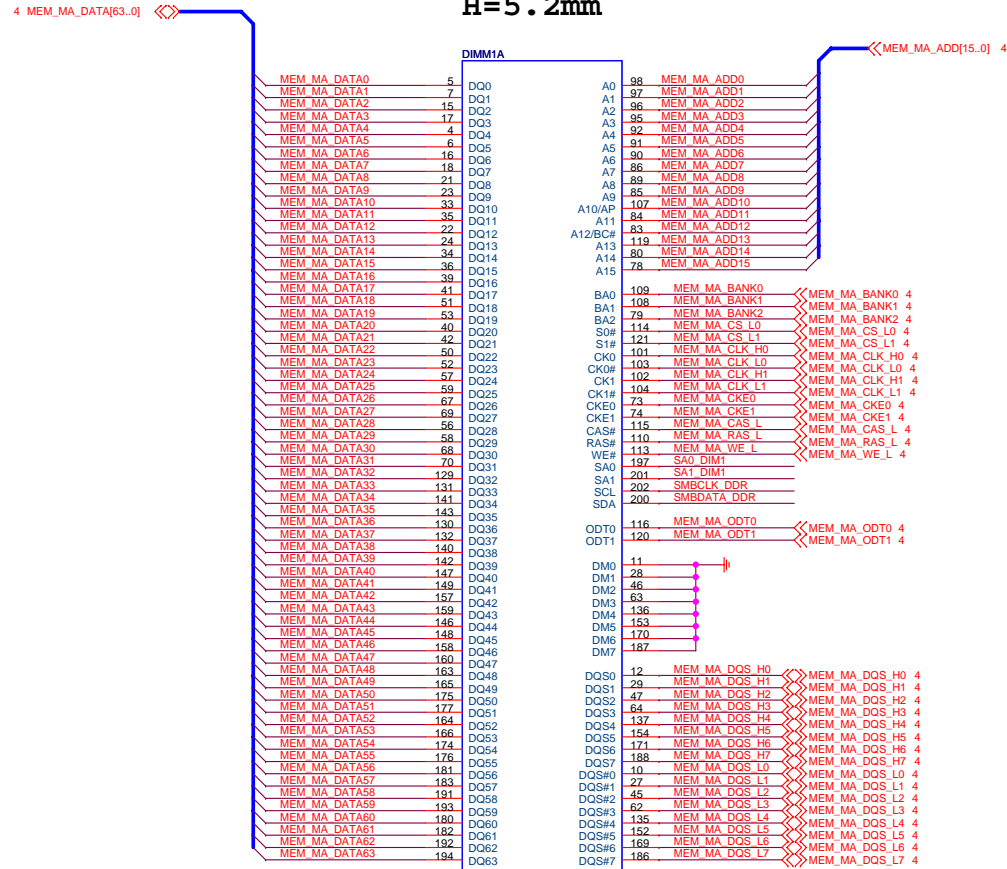 H=5.2mm
4 MEM_MA_DATA[63..0]
MEM_MA_ADD[15..0] 4
DIMM1A
MEM_MA_DATA0 5 DQ0
MEM_MA_DATA1 7 DQ1
MEM_MA_DATA2 15 DQ2
MEM_MA_DATA3 17 DQ3
MEM_MA_DATA4 4 DQ4
MEM_MA_DATA5 6 DQ5
MEM_MA_DATA6 16 DQ6
MEM_MA_DATA7 18 DQ7
MEM_MA_DATA8 21 DQ8
MEM_MA_DATA9 23 DQ9
MEM_MA_DATA10 33 DQ10
MEM_MA_DATA11 35 DQ11
MEM_MA_DATA12 22 DQ12
MEM_MA_DATA13 24 DQ13
MEM_MA_DATA14 34 DQ14
MEM_MA_DATA15 36 DQ15
MEM_MA_DATA16 39 DQ16
MEM_MA_DATA17 41 DQ17
MEM_MA_DATA18 51 DQ18
MEM_MA_DATA19 53 DQ19
MEM_MA_DATA20 40 DQ20
MEM_MA_DATA21 42 DQ21
MEM_MA_DATA22 50 DQ22
MEM_MA_DATA23 52 DQ23
MEM_MA_DATA24 57 DQ24
MEM_MA_DATA25 59 DQ25
MEM_MA_DATA26 67 DQ26
MEM_MA_DATA27 69 DQ27
MEM_MA_DATA28 56 DQ28
MEM_MA_DATA29 58 DQ29
MEM_MA_DATA30 68 DQ30
MEM_MA_DATA31 70 DQ31
MEM_MA_DATA32 129 DQ32
MEM_MA_DATA33 131 DQ33
MEM_MA_DATA34 141 DQ34
MEM_MA_DATA35 143 DQ35
MEM_MA_DATA36 130 DQ36
MEM_MA_DATA37 132 DQ37
MEM_MA_DATA38 140 DQ38
MEM_MA_DATA39 142 DQ39
MEM_MA_DATA40 147 DQ40
MEM_MA_DATA41 149 DQ41
MEM_MA_DATA42 157 DQ42
MEM_MA_DATA43 159 DQ43
MEM_MA_DATA44 146 DQ44
MEM_MA_DATA45 148 DQ45
MEM_MA_DATA46 158 DQ46
MEM_MA_DATA47 160 DQ47
MEM_MA_DATA48 163 DQ48
MEM_MA_DATA49 165 DQ49
MEM_MA_DATA50 175 DQ50
MEM_MA_DATA51 177 DQ51
MEM_MA_DATA52 164 DQ52
MEM_MA_DATA53 166 DQ53
MEM_MA_DATA54 174 DQ54
MEM_MA_DATA55 176 DQ55
MEM_MA_DATA56 181 DQ56
MEM_MA_DATA57 183 DQ57
MEM_MA_DATA58 191 DQ58
MEM_MA_DATA59 193 DQ59
MEM_MA_DATA60 180 DQ60
MEM_MA_DATA61 182 DQ61
MEM_MA_DATA62 192 DQ62
MEM_MA_DATA63 194 DQ63
A0 98 MEM_MA_ADD0
A1 97 MEM_MA_ADD1
A2 96 MEM_MA_ADD2
A3 95 MEM_MA_ADD3
A4 92 MEM_MA_ADD4
A5 91 MEM_MA_ADD5
A6 90 MEM_MA_ADD6
A7 86 MEM_MA_ADD7
A8 89 MEM_MA_ADD8
A9 85 MEM_MA_ADD9
A10/AP 107 MEM_MA_ADD10
A11 84 MEM_MA_ADD11
A12/BC# 83 MEM_MA_ADD12
A13 119 MEM_MA_ADD13
A14 80 MEM_MA_ADD14
A15 78 MEM_MA_ADD15
BA0 109 MEM_MA_BANK0 MEM_MA_BANK0 4
BA1 108 MEM_MA_BANK1 MEM_MA_BANK1 4
BA2 79 MEM_MA_BANK2 MEM_MA_BANK2 4
S0# 114 MEM_MA_CS_L0 MEM_MA_CS_L0 4
S1# 121 MEM_MA_CS_L1 MEM_MA_CS_L1 4
CK0 101 MEM_MA_CLK_H0 MEM_MA_CLK_H0 4
CK0# 103 MEM_MA_CLK_L0 MEM_MA_CLK_L0 4
CK1 102 MEM_MA_CLK_H1 MEM_MA_CLK_H1 4
CK1# 104 MEM_MA_CLK_L1 MEM_MA_CLK_L1 4
CKE0 73 MEM_MA_CKE0 MEM_MA_CKE0 4
CKE1 74 MEM_MA_CKE1 MEM_MA_CKE1 4
CAS# 115 MEM_MA_CAS_L MEM_MA_CAS_L 4
RAS# 110 MEM_MA_RAS_L MEM_MA_RAS_L 4
WE# 113 MEM_MA_WE_L MEM_MA_WE_L 4
SA0 197 SA0_DIM1
SA1 201 SA1_DIM1
SCL 202 SMBCLK_DDR
SDA 200 SMBDATA_DDR
ODT0 116 MEM_MA_ODT0 MEM_MA_ODT0 4
ODT1 120 MEM_MA_ODT1 MEM_MA_ODT1 4
DM0 11
DM1 28
DM2 46
DM3 63
DM4 136
DM5 153
DM6 170
DM7 187
DQS0 12 MEM_MA_DQS_H0 MEM_MA_DQS_H0 4
DQS1 29 MEM_MA_DQS_H1 MEM_MA_DQS_H1 4
DQS2 47 MEM_MA_DQS_H2 MEM_MA_DQS_H2 4
DQS3 64 MEM_MA_DQS_H3 MEM_MA_DQS_H3 4
DQS4 137 MEM_MA_DQS_H4 MEM_MA_DQS_H4 4
DQS5 154 MEM_MA_DQS_H5 MEM_MA_DQS_H5 4
DQS6 171 MEM_MA_DQS_H6 MEM_MA_DQS_H6 4
DQS7 188 MEM_MA_DQS_H7 MEM_MA_DQS_H7 4
DQS#0 10 MEM_MA_DQS_L0 MEM_MA_DQS_L0 4
DQS#1 27 MEM_MA_DQS_L1 MEM_MA_DQS_L1 4
DQS#2 45 MEM_MA_DQS_L2 MEM_MA_DQS_L2 4
DQS#3 62 MEM_MA_DQS_L3 MEM_MA_DQS_L3 4
DQS#4 135 MEM_MA_DQS_L4 MEM_MA_DQS_L4 4
DQS#5 152 MEM_MA_DQS_L5 MEM_MA_DQS_L5 4
DQS#6 169 MEM_MA_DQS_L6 MEM_MA_DQS_L6 4
DQS#7 186 MEM_MA_DQS_L7 MEM_MA_DQS_L7 4